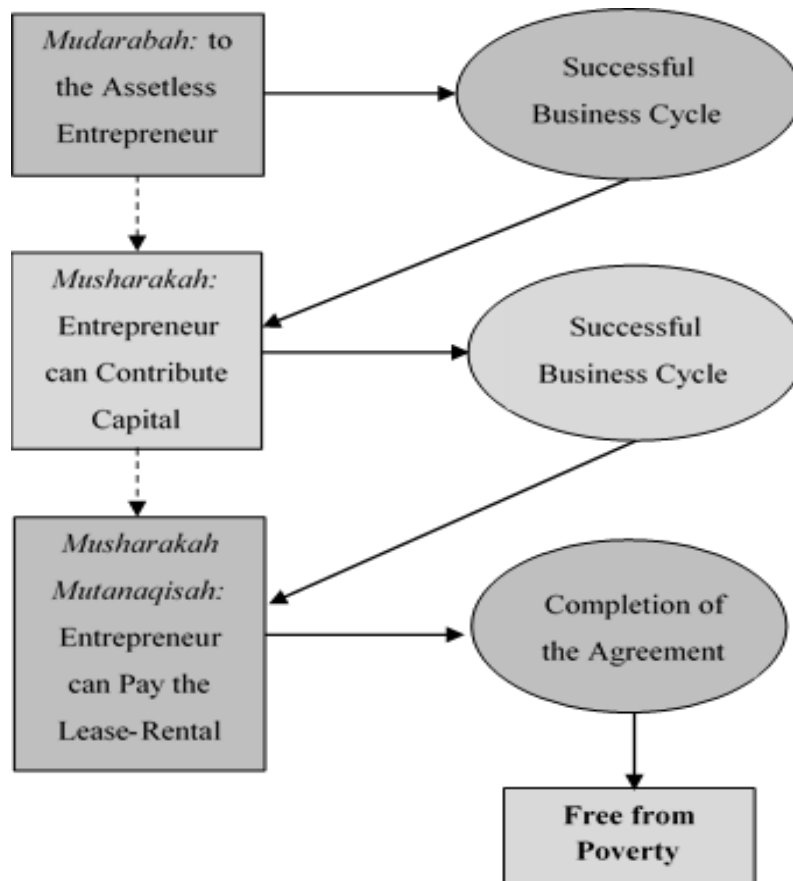 Mudarabah: to
the Assetless
Entrepreneur
Successful
Business Cycle
Musharakah:
Entrepreneur
can Contribute
Capital
Successful
Business Cycle
Musharakah
Mutanaqisah:
Entrepreneur
can Pay the
Lease-Rental
Completion of
the Agreement
Free from
Poverty